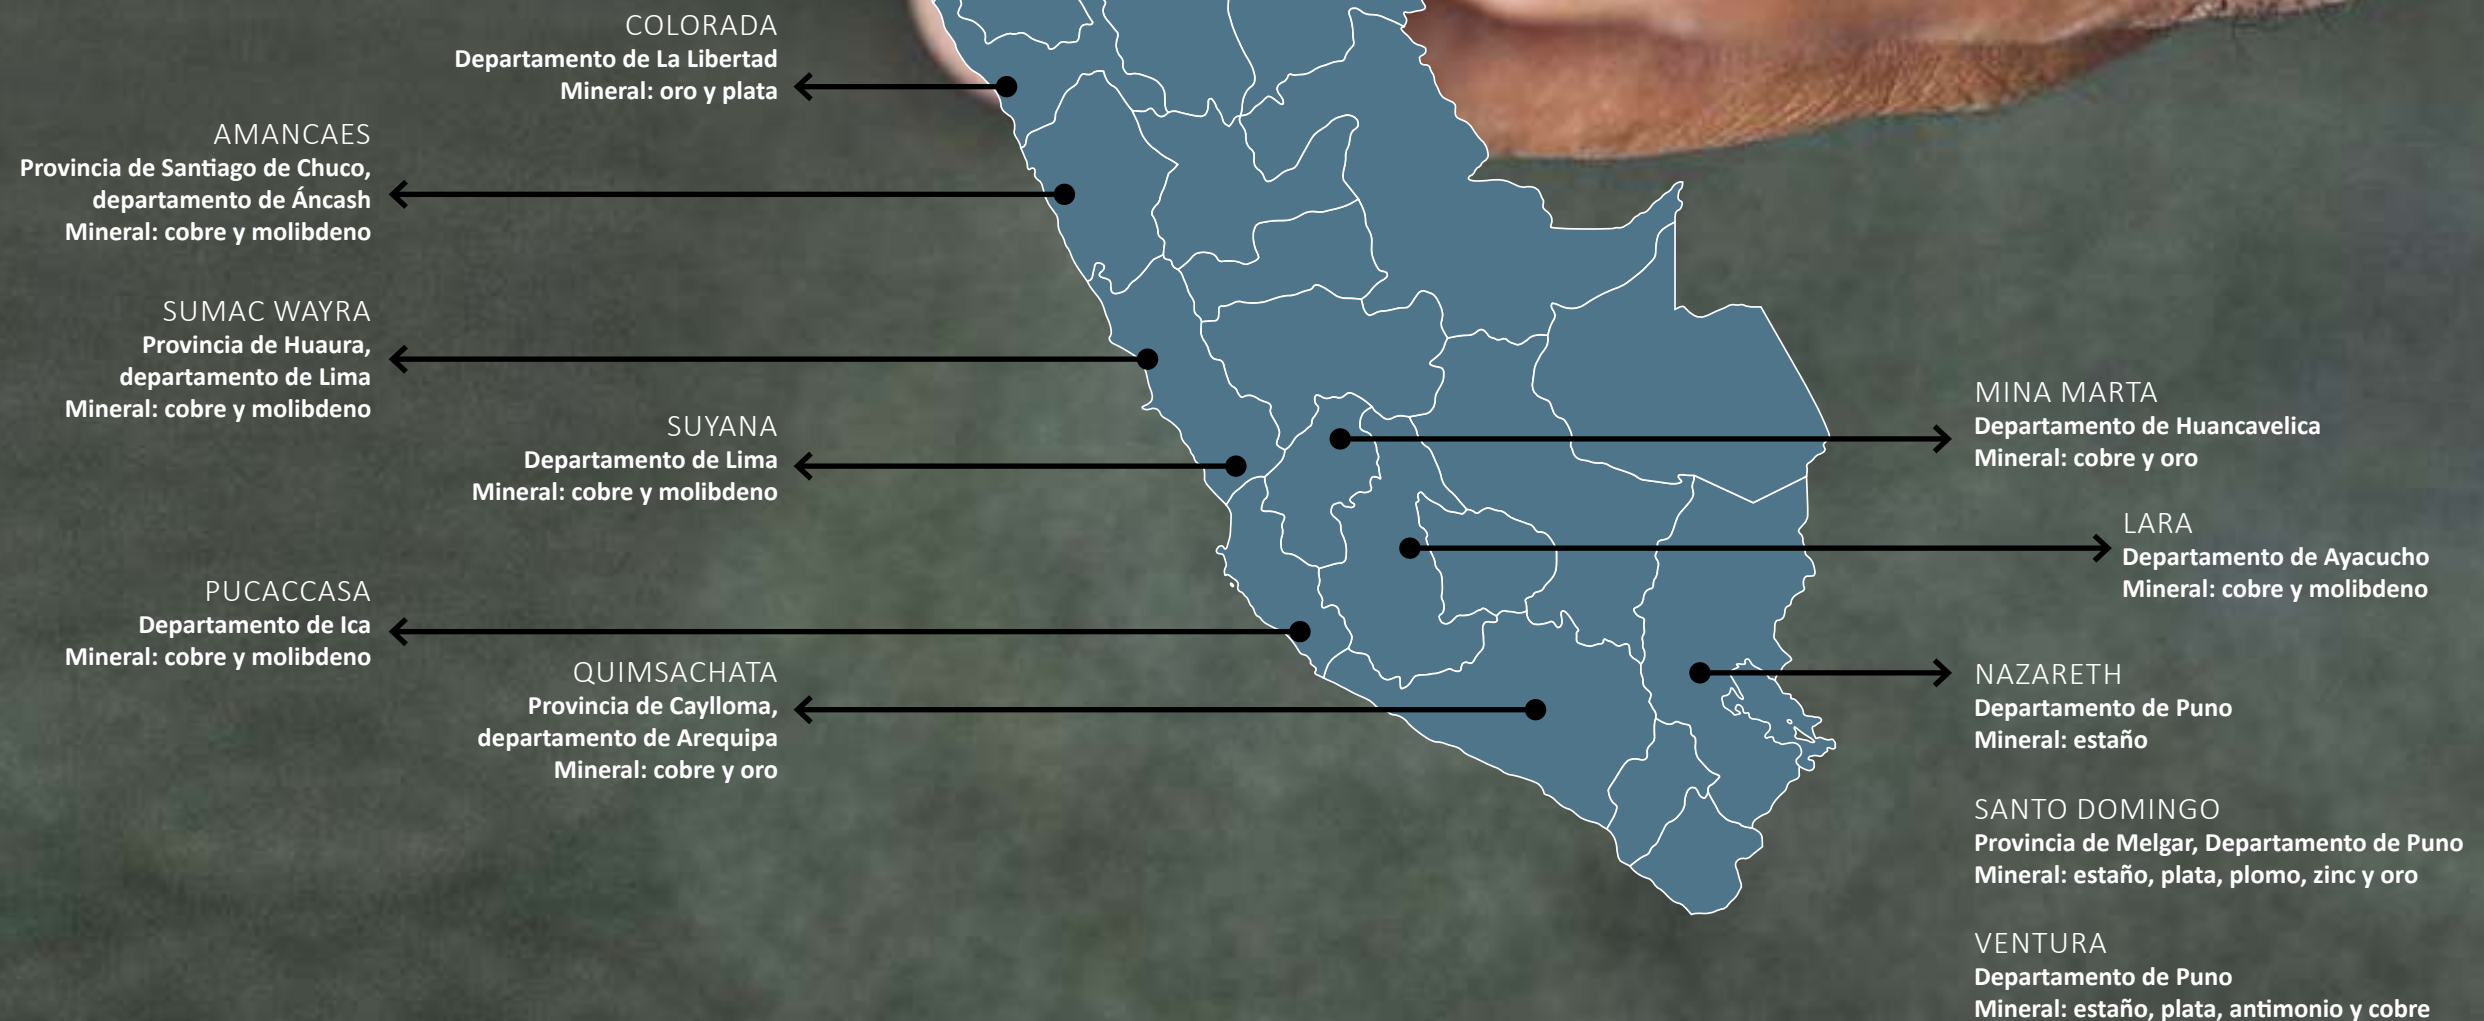 COLORADA
Departamento de La Libertad
Mineral: oro y plata
AMANCAES
Provincia de Santiago de Chuco,
departamento de Áncash
Mineral: cobre y molibdeno
SUMAC WAYRA
Provincia de Huaura,
departamento de Lima
Mineral: cobre y molibdeno
SUYANA
Departamento de Lima
Mineral: cobre y molibdeno
PUCACCASA
Departamento de Ica
Mineral: cobre y molibdeno
QUIMSACHATA
Provincia de Caylloma,
departamento de Arequipa
Mineral: cobre y oro
MINA MARTA
Departamento de Huancavelica
Mineral: cobre y oro
LARA
Departamento de Ayacucho
Mineral: cobre y molibdeno
NAZARETH
Departamento de Puno
Mineral: estaño
SANTO DOMINGO
Provincia de Melgar, Departamento de Puno
Mineral: estaño, plata, plomo, zinc y oro
VENTURA
Departamento de Puno
Mineral: estaño, plata, antimonio y cobre